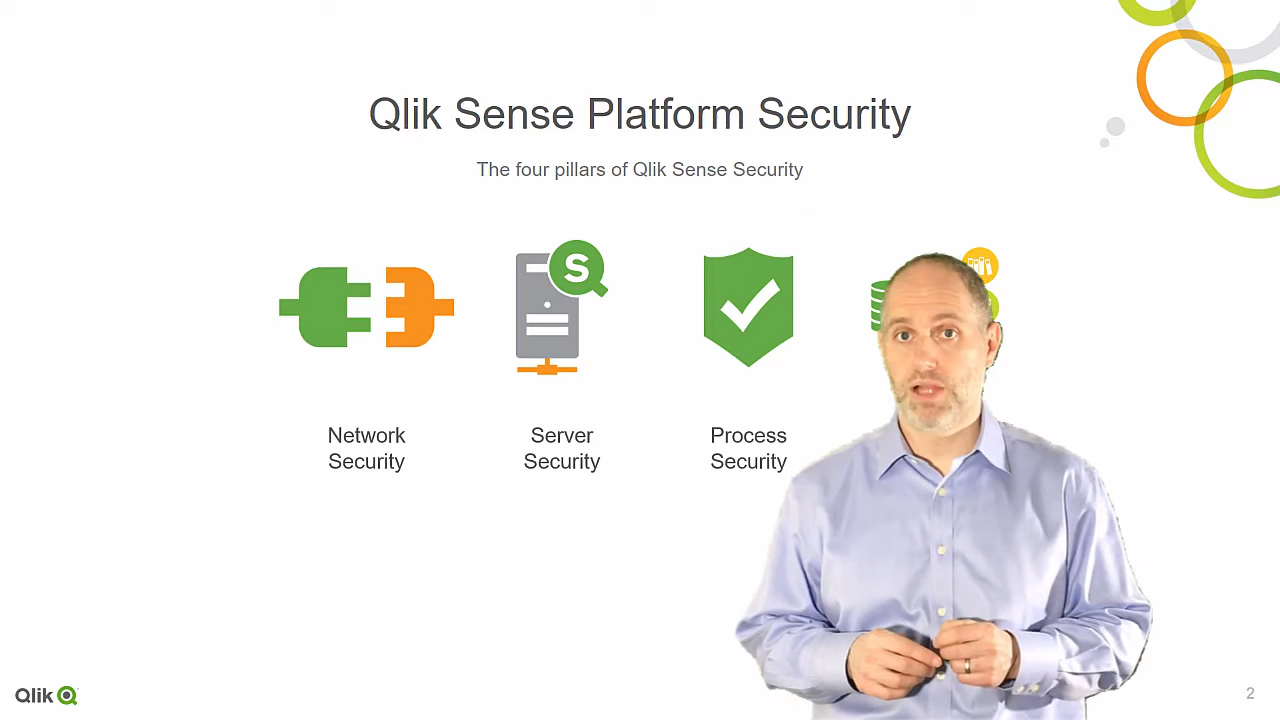 Qlik Sense Platform Security
The four pillars of Qlik Sense Security
S
Network
Security
Server
Security
Process
Security
Qlik
2